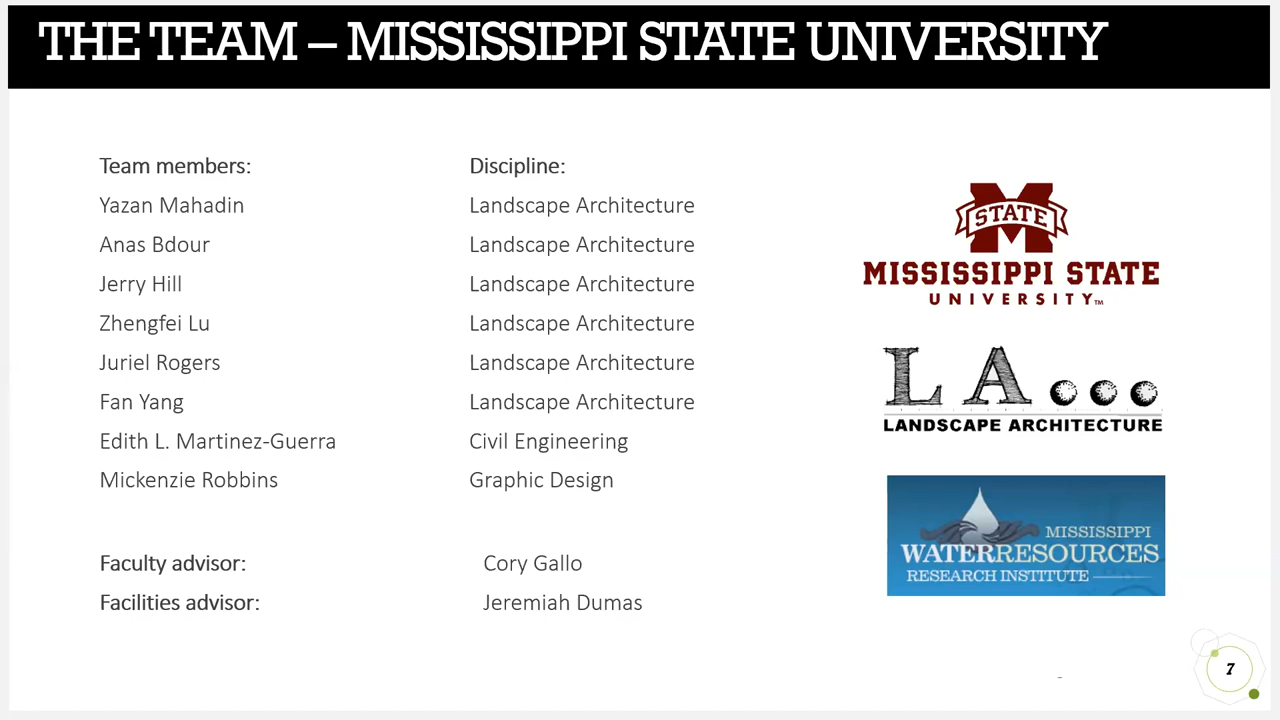 THE TEAM – MISSISSIPPI STATE UNIVERSITY
Team members: Discipline:
Yazan Mahadin Landscape Architecture
Anas Bdour Landscape Architecture
Jerry Hill Landscape Architecture
Zhengfei Lu Landscape Architecture
Juriel Rogers Landscape Architecture
Fan Yang Landscape Architecture
Edith L. Martinez-Guerra Civil Engineering
Mickenzie Robbins Graphic Design
Faculty advisor: Cory Gallo
Facilities advisor: Jeremiah Dumas
M STATE
MISSISSIPPI STATE
UNIVERSITY™
LA...
LANDSCAPE ARCHITECTURE
MISSISSIPPI
WATERRESOURCES
RESEARCH INSTITUTE
7